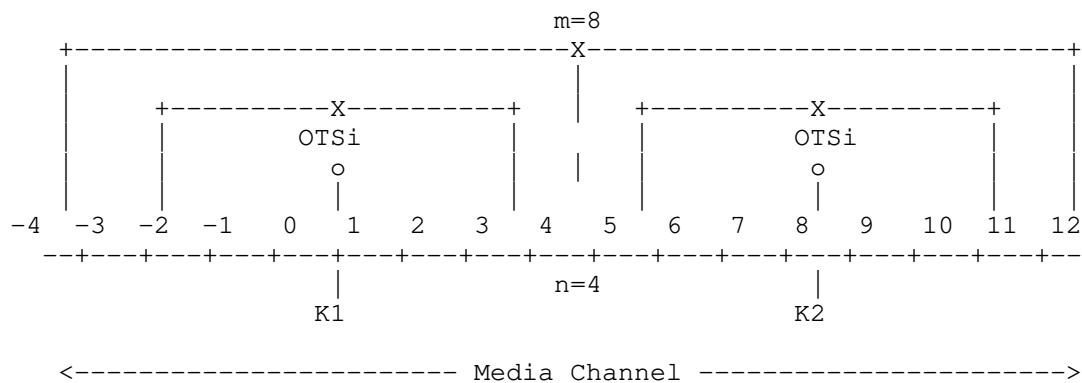 m=8
+-------------------------------X-------------------------------+
|                               |                               |
|     +----------X-----------+       +----------X-----------+     |
|     |         OTSi         |       |         OTSi         |     |
|     |          o           |   |   |          o           |     |
|     |          |           |       |          |           |     |
-4 -3 -2 -1 0 1 2 3 4 5 6 7 8 9 10 11 12
--+---+---+---+---+---+---+---+---+---+---+---+---+---+---+---+--
| n=4 |
K1 K2
<------------------------ Media Channel ----------------------->